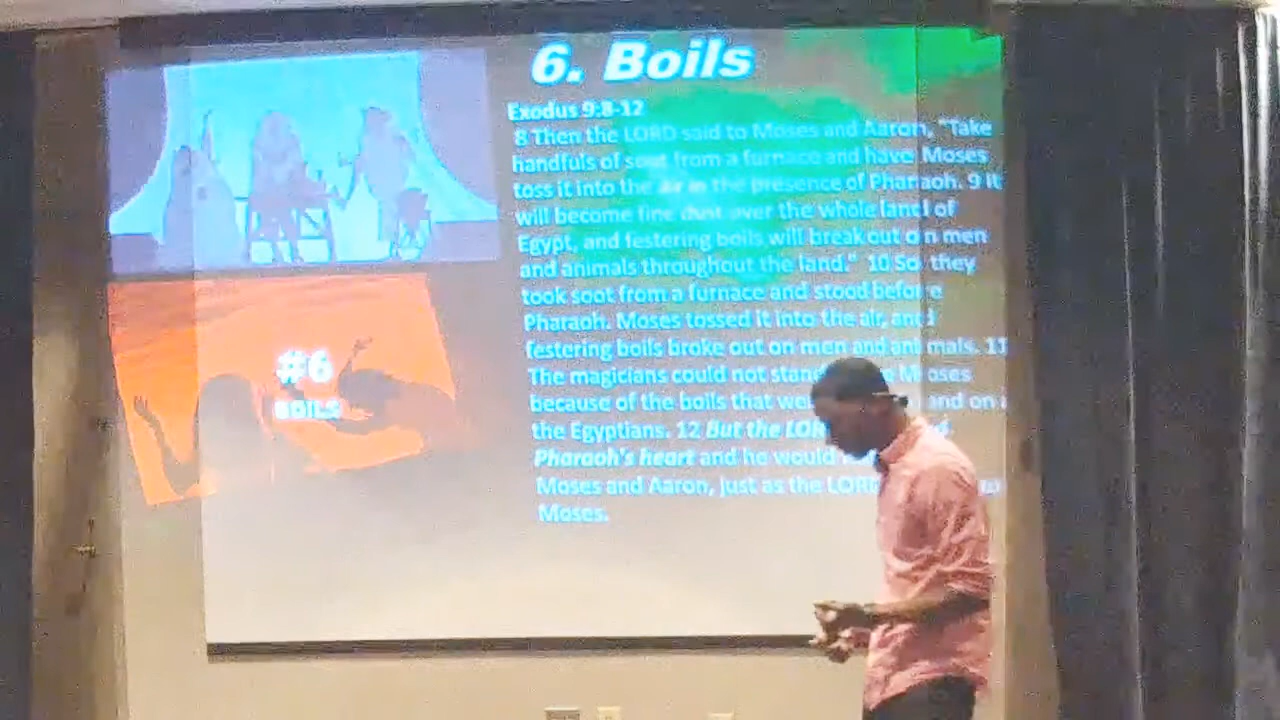 6. Boils
Exodus 9:8-12
8 Then the LORD said to Moses and Aaron, "Take
handfuls of soot from a furnace and have Moses
toss it into the air in the presence of Pharaoh. 9 It
will become fine dust over the whole land of
Egypt, and festering boils will break out on men
and animals throughout the land." 10 So they
took soot from a furnace and stood before
Pharaoh. Moses tossed it into the air, and
festering boils broke out on men and animals. 11
The magicians could not Moses
because of the boils that and on
the Egyptians. 12 But the
Pharaoh's heart and he would
Moses and Aaron, just as the LORD
Moses.
#6
BOILS